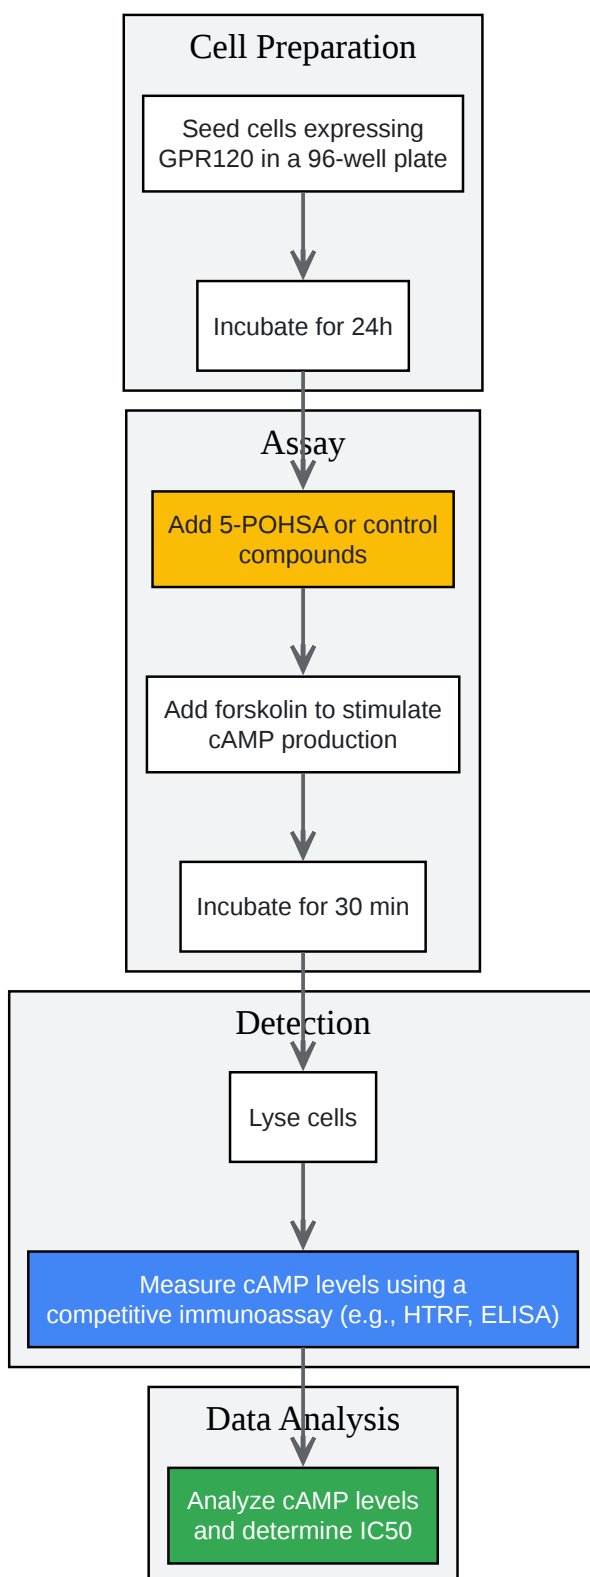 Cell Preparation
Seed cells expressing
GPR120 in a 96-well plate
Incubate for 24h
Assay
Add 5-POHSA or control
compounds
Add forskolin to stimulate
cAMP production
Incubate for 30 min
Detection
Lyse cells
Measure cAMP levels using a
competitive immunoassay (e.g., HTRF, ELISA)
Data Analysis
Analyze cAMP levels
and determine IC50